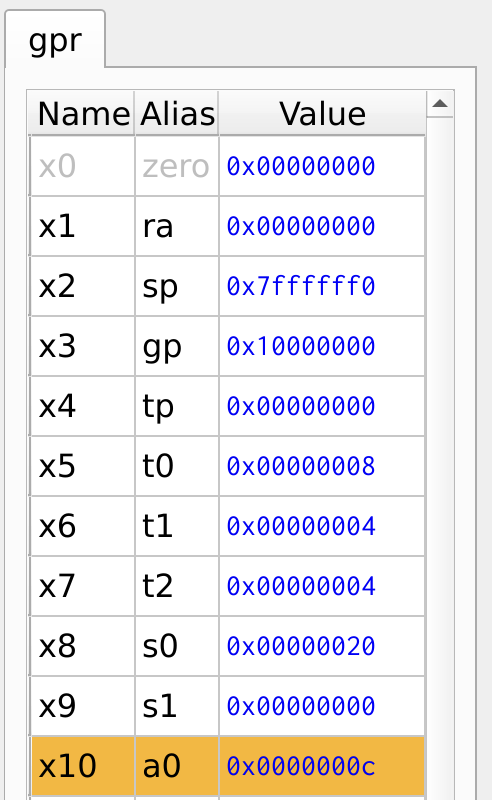 gpr
Name Alias Value
x0 zero 0x00000000
x1 ra 0x00000000
x2 sp 0x7ffffff0
x3 gp 0x10000000
x4 tp 0x00000000
x5 t0 0x00000008
x6 t1 0x00000004
x7 t2 0x00000004
x8 s0 0x00000020
x9 s1 0x00000000
x10 a0 0x0000000c